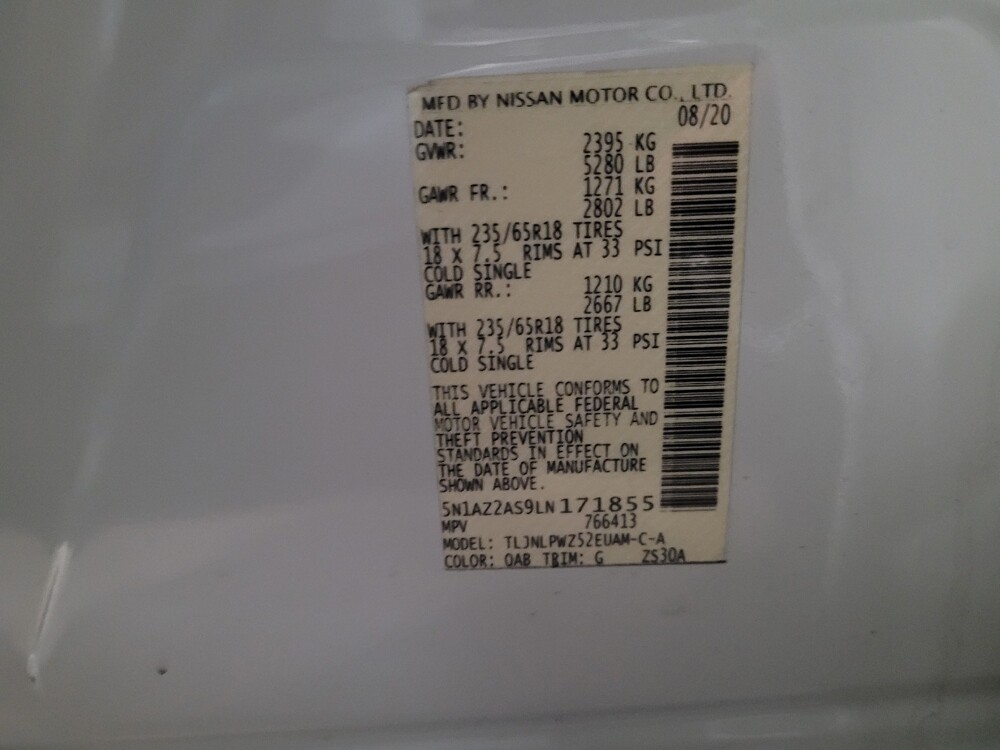 MFD BY NISSAN MOTOR CO., LTD.
DATE: 08/20
GVWR: 2395 KG
5280 LB
GAWR FR.: 1271 KG
2802 LB
WITH 235/65R18 TIRES
18 X 7.5 RIMS AT 33 PSI
COLD SINGLE
GAWR RR.: 1210 KG
2667 LB
WITH 235/65R18 TIRES
18 X 7.5 RIMS AT 33 PSI
COLD SINGLE
THIS VEHICLE CONFORMS TO
ALL APPLICABLE FEDERAL
MOTOR VEHICLE SAFETY AND
THEFT PREVENTION
STANDARDS IN EFFECT ON
THE DATE OF MANUFACTURE
SHOWN ABOVE.
5N1AZ2AS9LN171855
MPV 766413
MODEL: TLJNLPWZ52EUAM-C-A
COLOR: QAB TRIM: G ZS30A